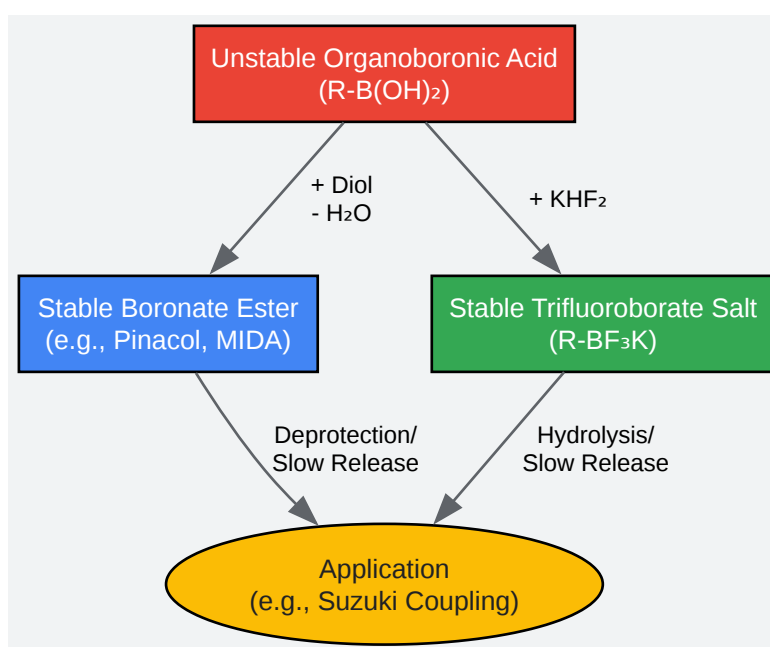 Unstable Organoboronic Acid
(R-B(OH)₂)
+ Diol
- H₂O
+ KHF₂
Stable Boronate Ester
(e.g., Pinacol, MIDA)
Stable Trifluoroborate Salt
(R-BF₃K)
Deprotection/
Slow Release
Hydrolysis/
Slow Release
Application
(e.g., Suzuki Coupling)